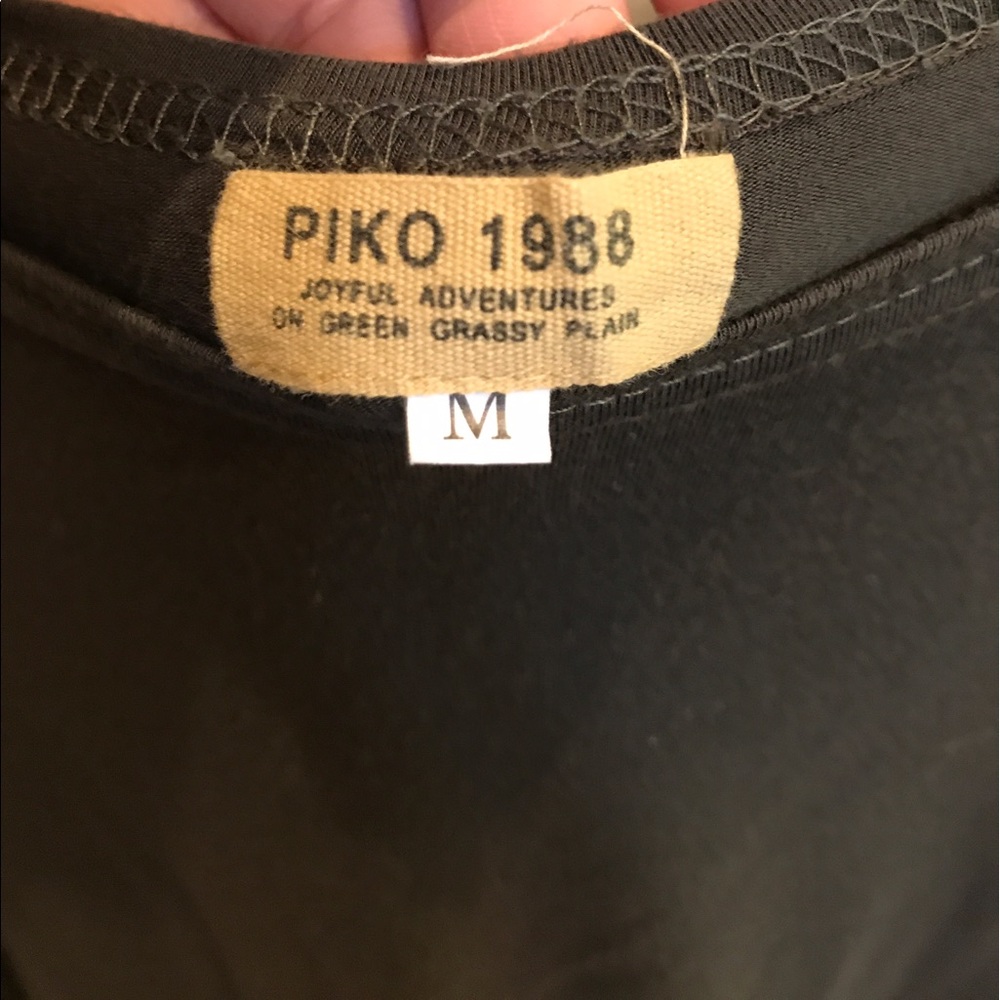 PIKO 1988
JOYFUL ADVENTURES
ON GREEN GRASSY PLAIN
M